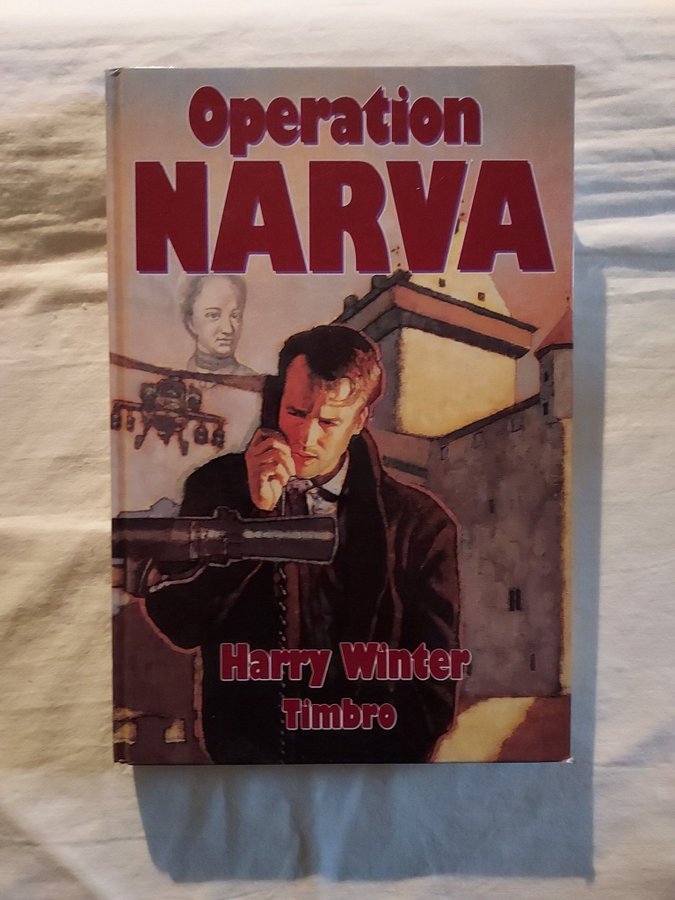 Operation
NARVA
Harry Winter
Timbro